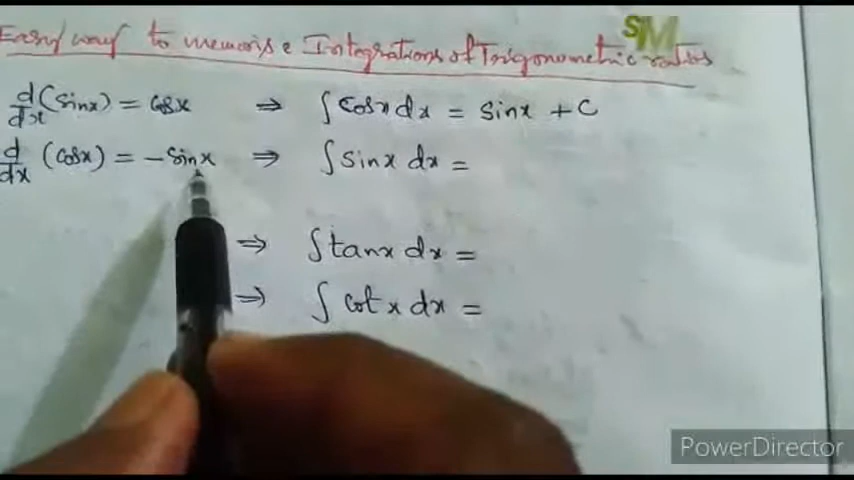 Easy way to memorise Integrations of Trigonometric ratios
SM
d/dx (sinx) = cosx ⇒ ∫ cosx dx = sinx + C
d/dx (cosx) = -sinx ⇒ ∫ sinx dx =
⇒ ∫ tanx dx =
⇒ ∫ cot x dx =
PowerDirector